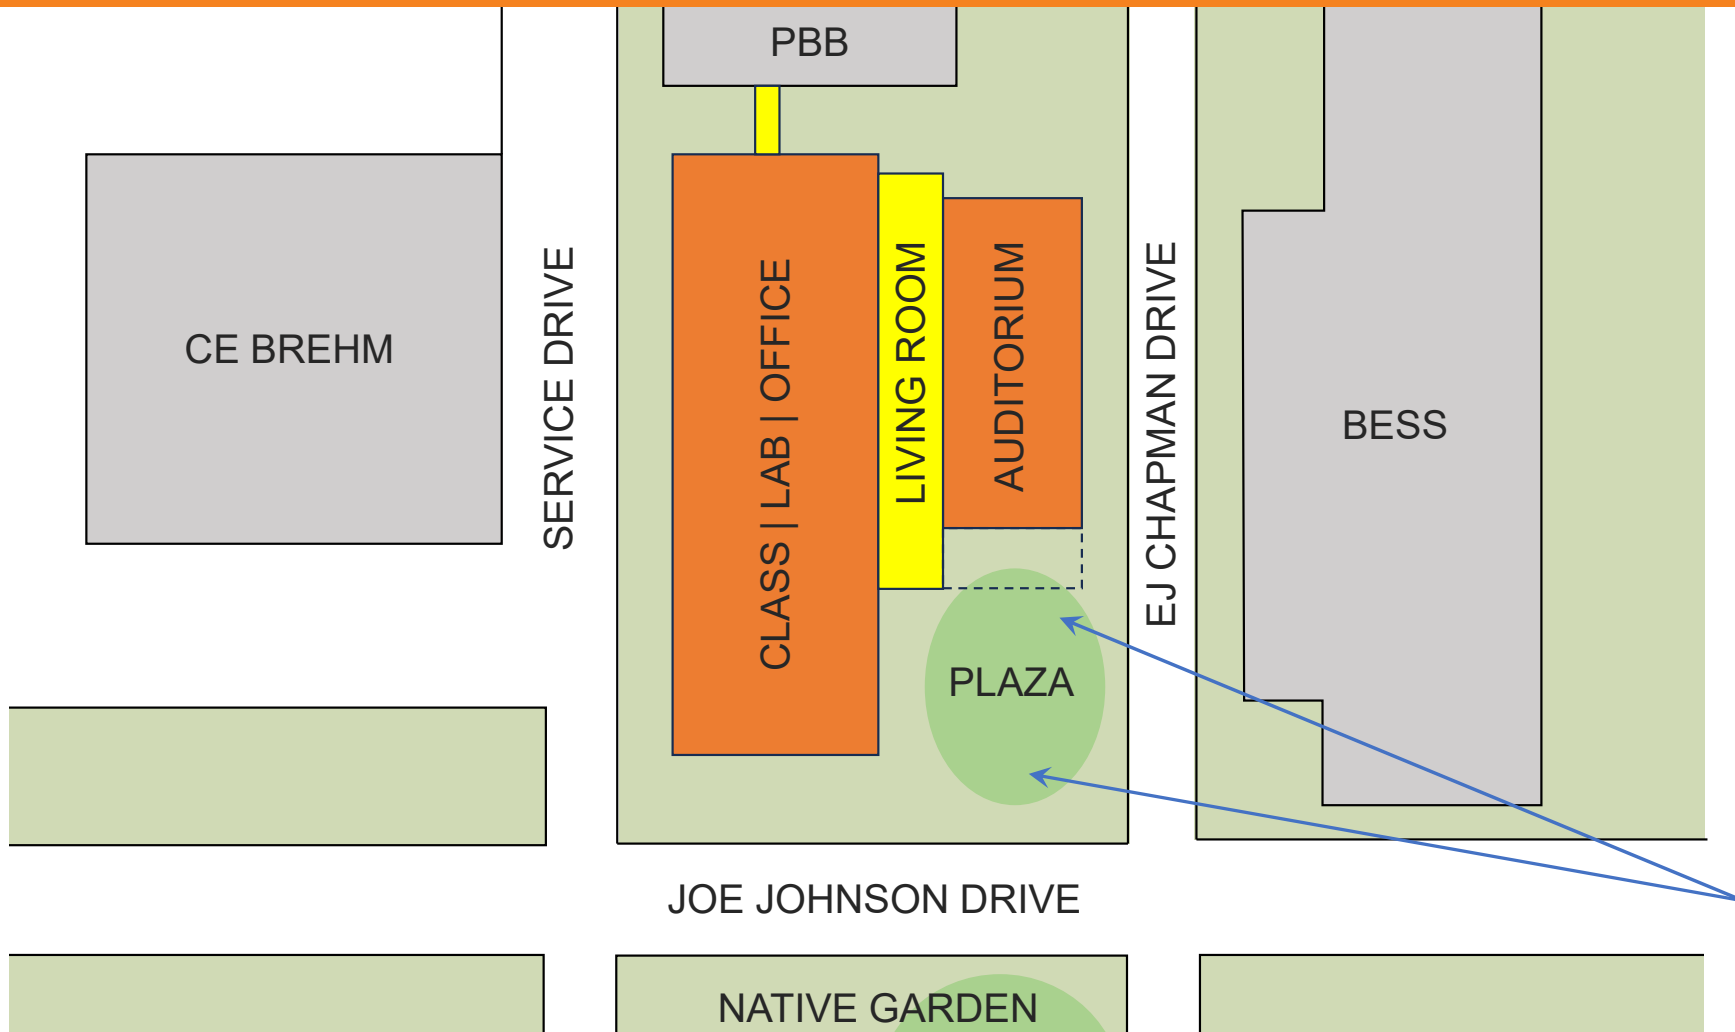 PBB
CE BREHM
SERVICE DRIVE
CLASS | LAB | OFFICE
LIVING ROOM
AUDITORIUM
EJ CHAPMAN DRIVE
BESS
PLAZA
JOE JOHNSON DRIVE
NATIVE GARDEN